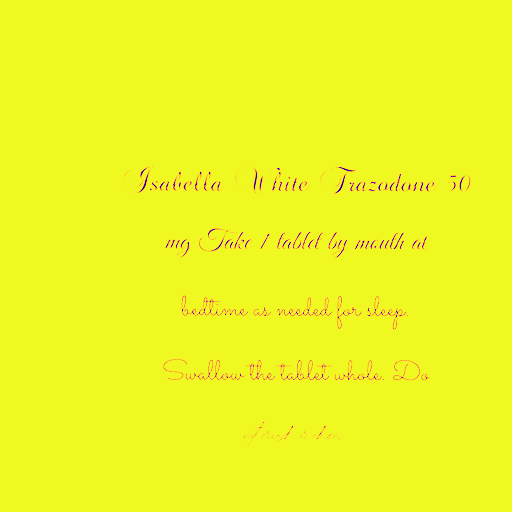 Isabella White Trazodone 50
mg Take 1 tablet by mouth at
bedtime as needed for sleep.
Swallow the tablet whole. Do